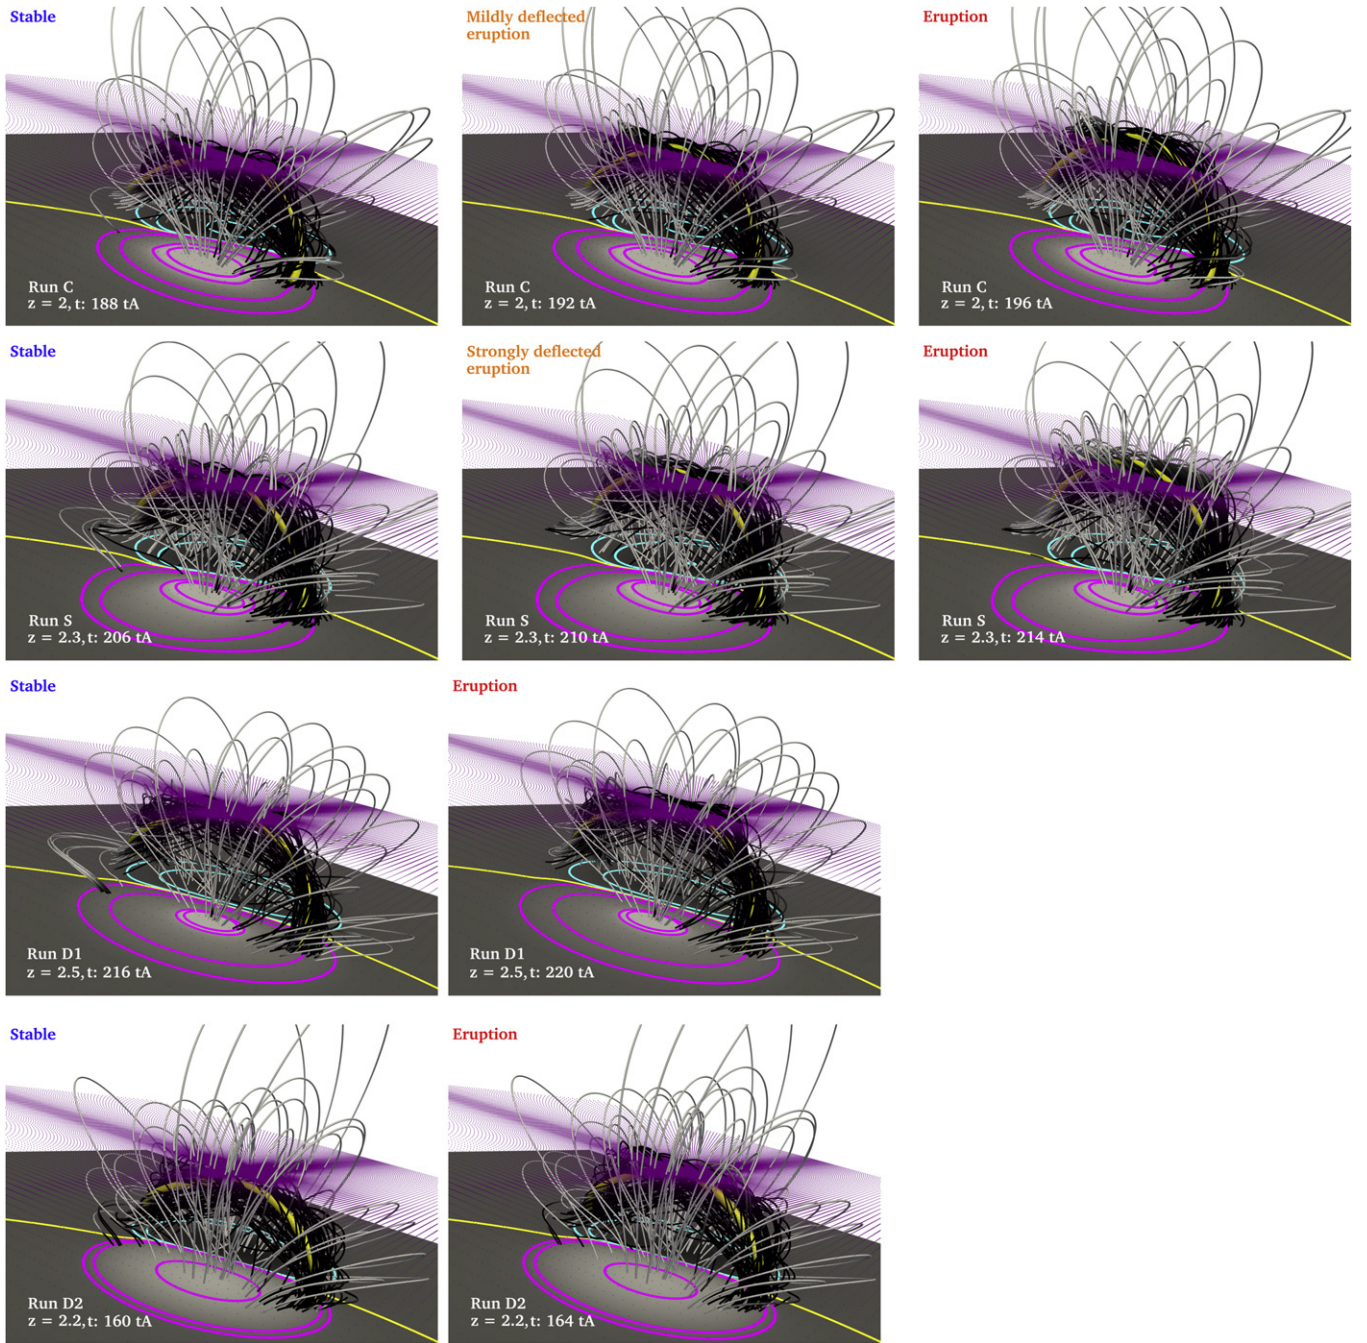 Stable
Mildly deflected
eruption
Eruption
Run C
z = 2, t: 188 tA
Run C
z = 2, t: 192 tA
Run C
z = 2, t: 196 tA
Stable
Strongly deflected
eruption
Eruption
Run S
z = 2.3, t: 206 tA
Run S
z = 2.3, t: 210 tA
Run S
z = 2.3, t: 214 tA
Stable
Eruption
Run D1
z = 2.5, t: 216 tA
Run D1
z = 2.5, t: 220 tA
Stable
Eruption
Run D2
z = 2.2, t: 160 tA
Run D2
z = 2.2, t: 164 tA